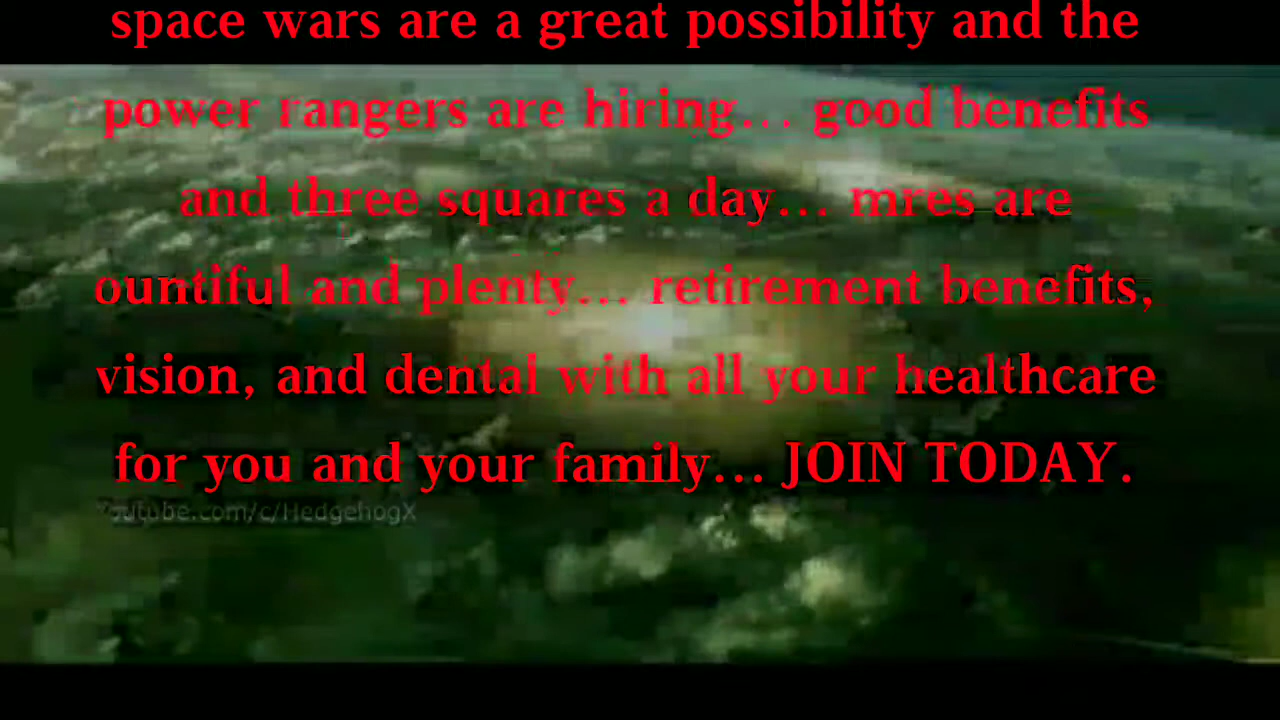 space wars are a great possibility and the
power rangers are hiring... good benefits
and three squares a day... mres are
ountiful and plenty... retirement benefits,
vision, and dental with all your healthcare
for you and your family... JOIN TODAY.
Youtube.com/c/HedgehogX